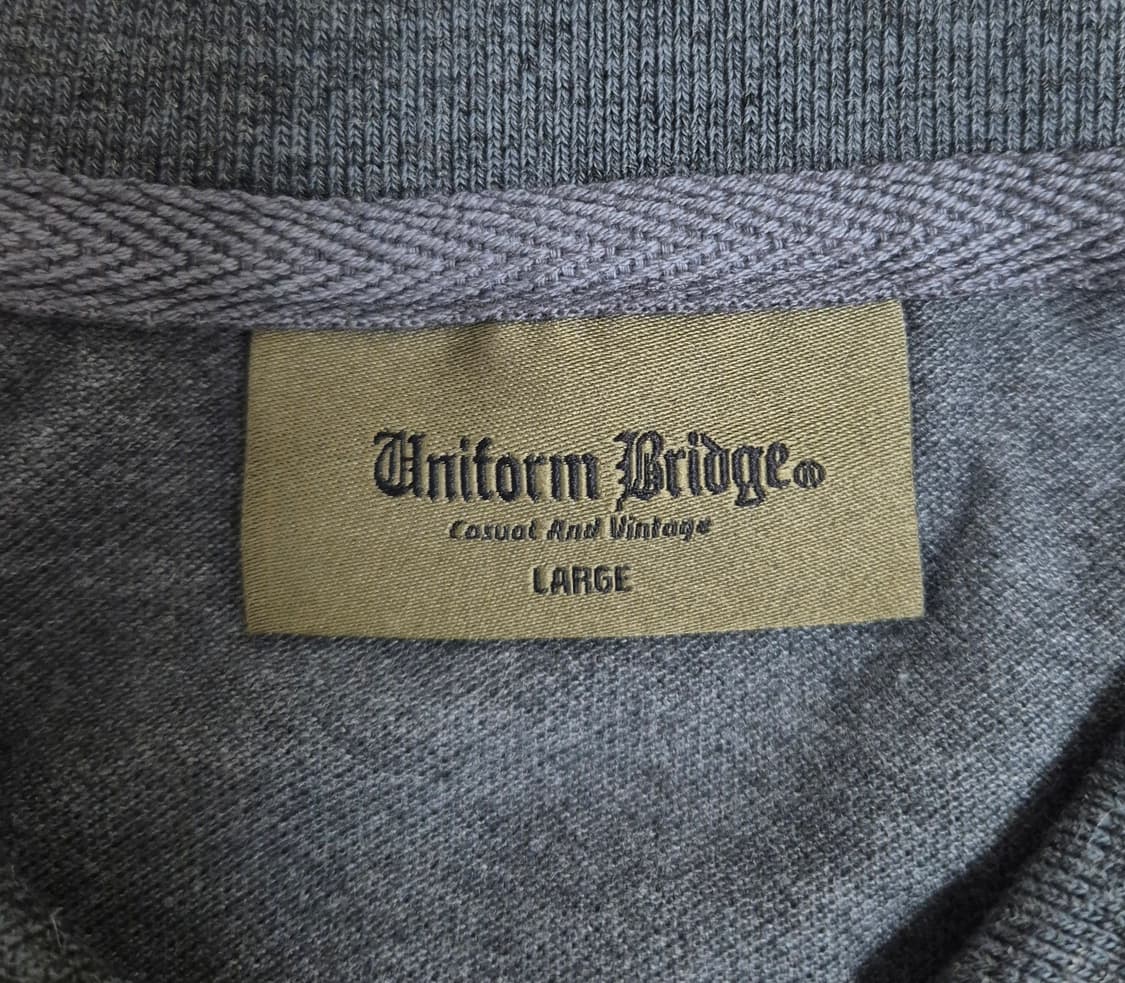 Uniform Bridge®
Casual And Vintage
LARGE